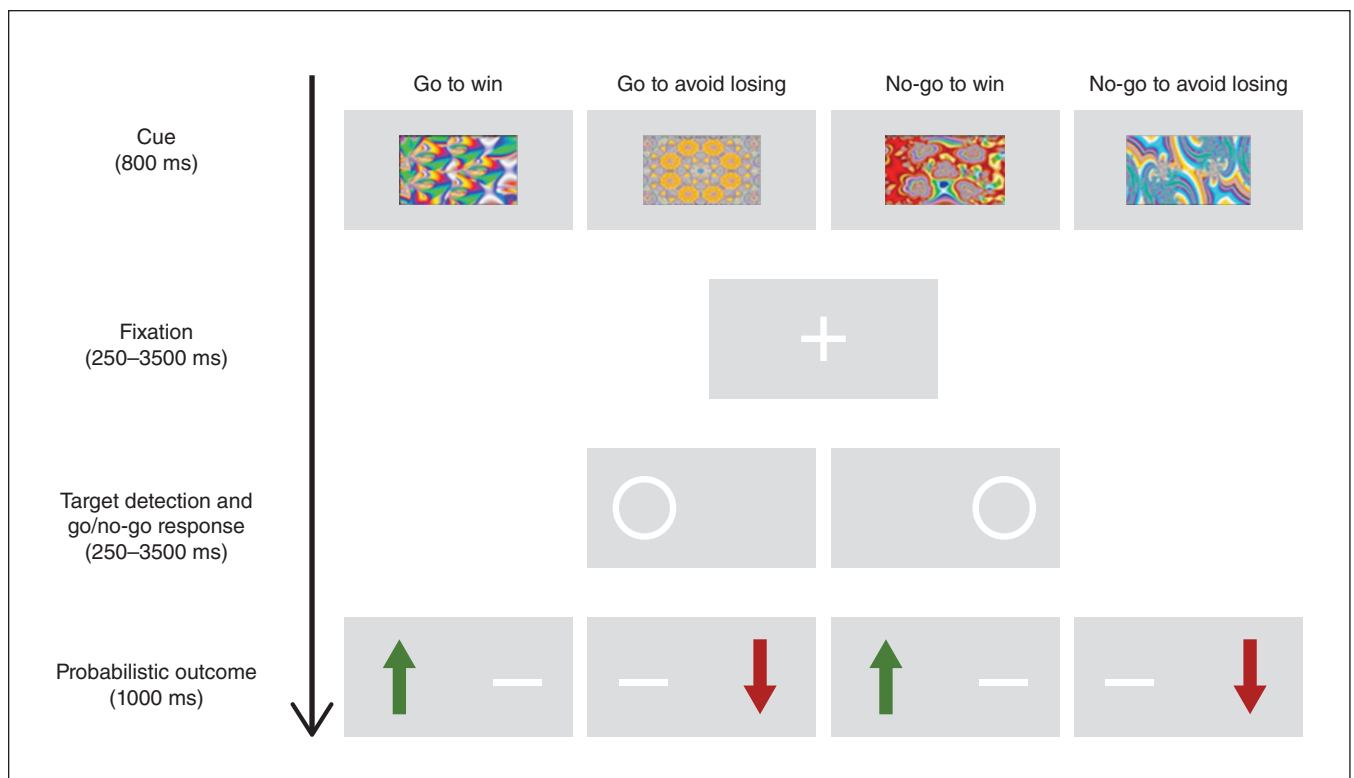 Go to win
Go to avoid losing
No-go to win
No-go to avoid losing
Cue
(800 ms)
Fixation
(250–3500 ms)
Target detection and
go/no-go response
(250–3500 ms)
Probabilistic outcome
(1000 ms)